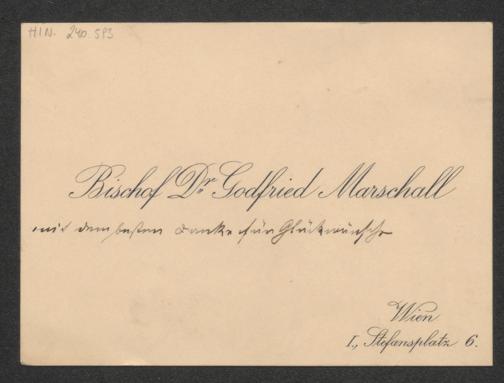 HIN. 240.593
Bischof Dr. Godfried Marschall
mit dem besten Danke für Glückwünsche
Wien
I., Stefansplatz 6.